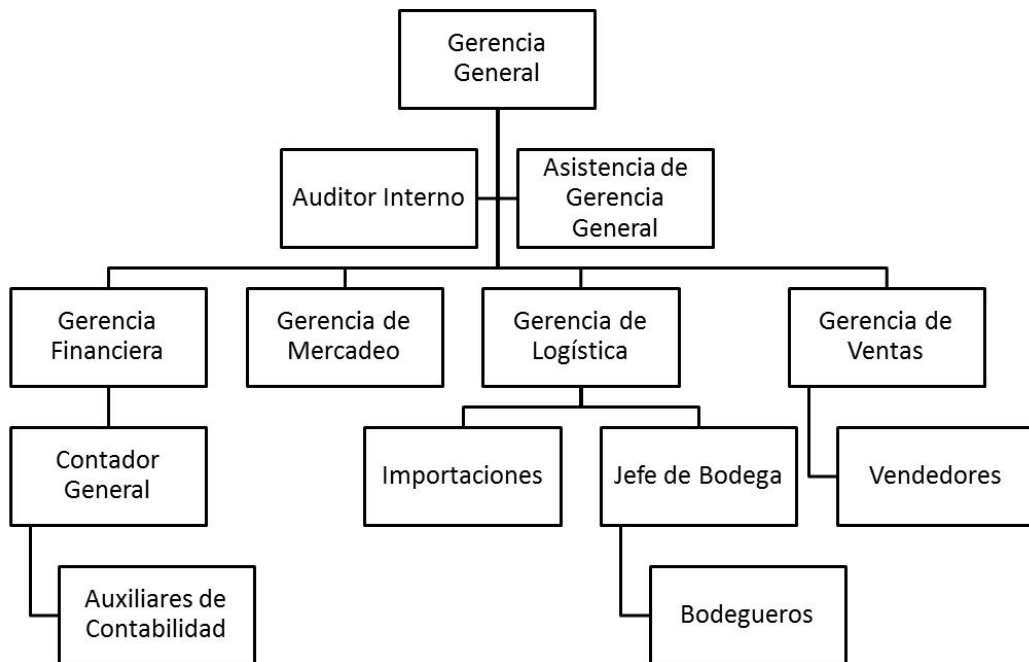 Gerencia
General
Auditor Interno
Asistencia de
Gerencia
General
Gerencia
Financiera
Gerencia de
Mercadeo
Gerencia de
Logística
Gerencia de
Ventas
Contador
General
Importaciones
Jefe de Bodega
Vendedores
Auxiliares de
Contabilidad
Bodegueros